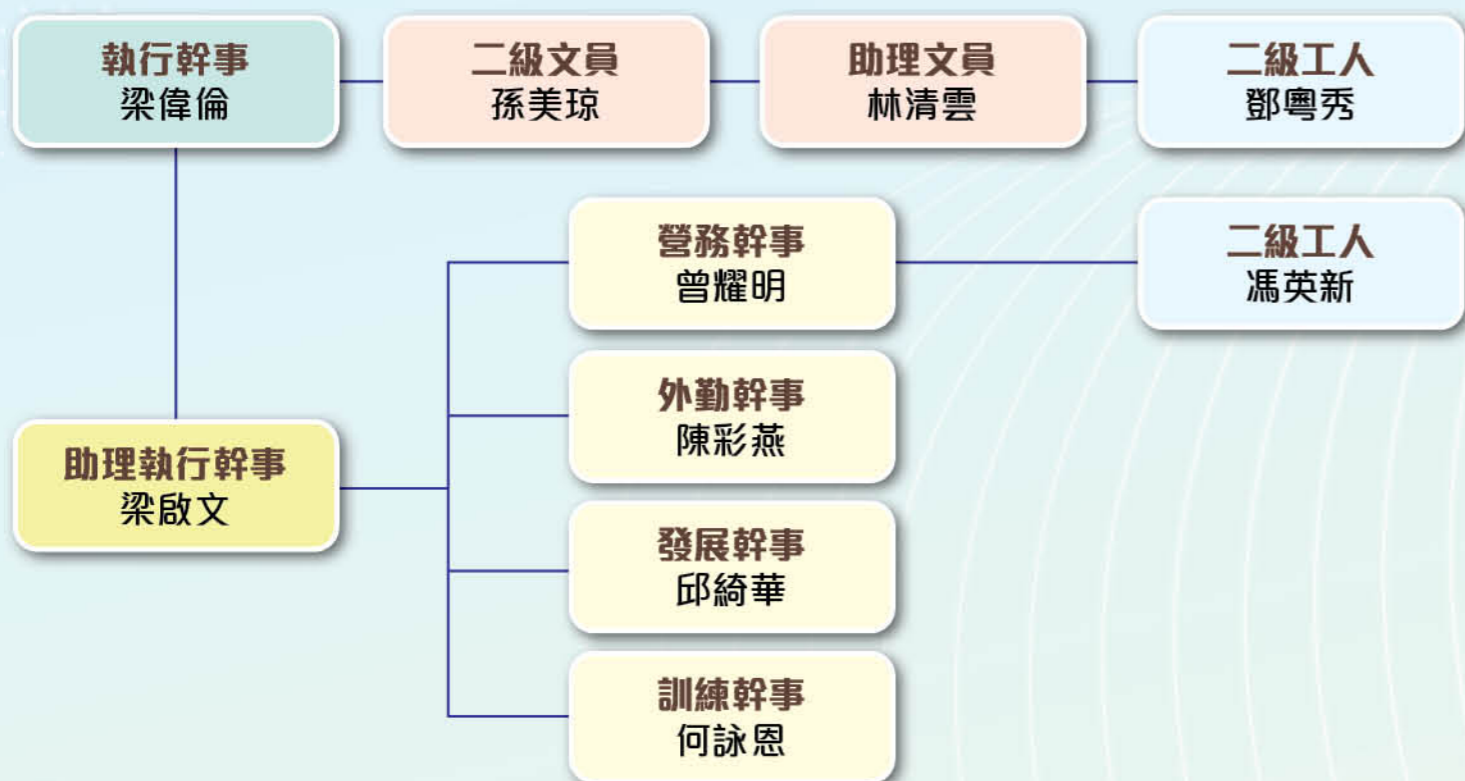 執行幹事
梁偉倫
二級文員
孫美琼
助理文員
林清雲
二級工人
鄧粵秀
營務幹事
曾耀明
二級工人
馮英新
外勤幹事
陳彩燕
助理執行幹事
梁啟文
發展幹事
邱綺華
訓練幹事
何詠恩